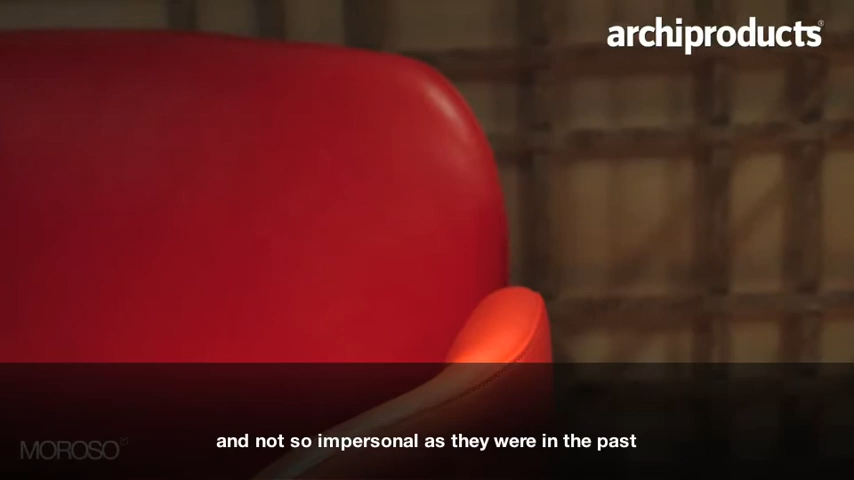 archiproducts®
and not so impersonal as they were in the past
MOROSO